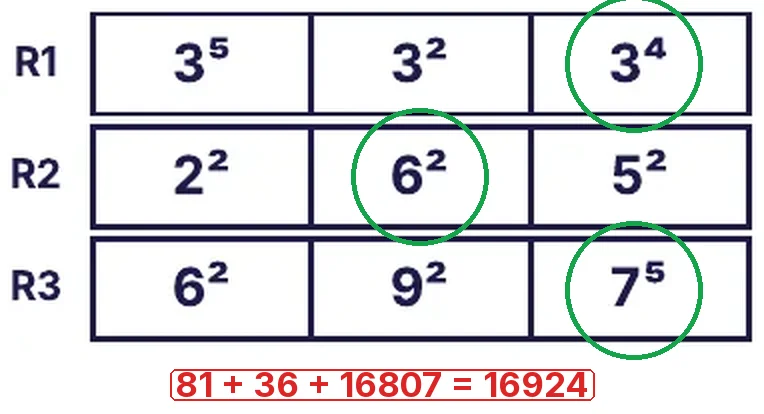 R1 3⁵ 3² 3⁴
R2 2² 6² 5²
R3 6² 9² 7⁵
81 + 36 + 16807 = 16924